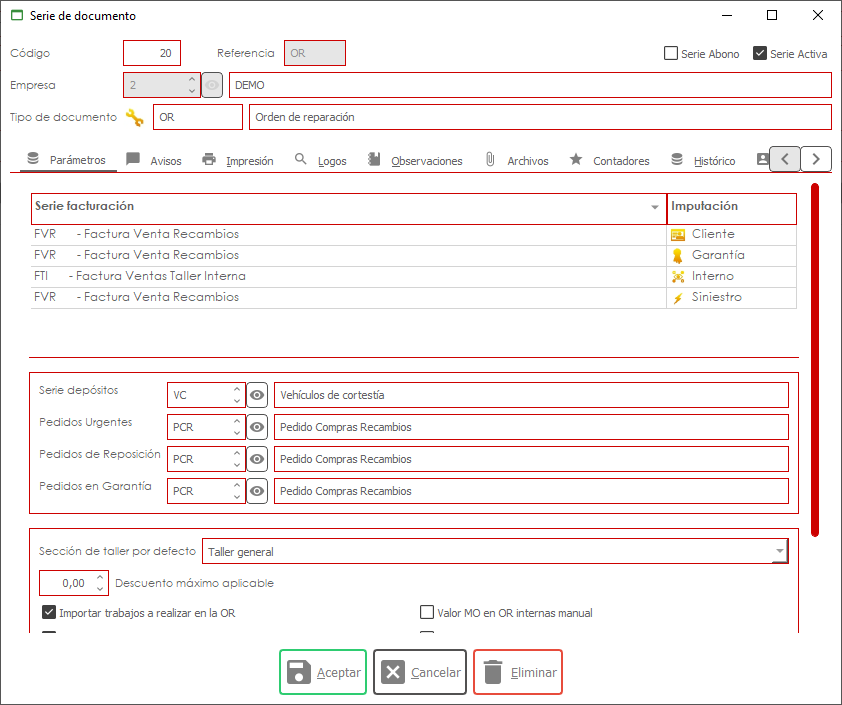 Serie de documento
Código 20 Referencia OR Serie Abono Serie Activa
Empresa 2 DEMO
Tipo de documento OR Orden de reparación
Parámetros Avisos Impresión Logos Observaciones Archivos Contadores Histórico
Serie facturación Imputación
FVR - Factura Venta Recambios Cliente
FVR - Factura Venta Recambios Garantía
FTI - Factura Ventas Taller Interna Interno
FVR - Factura Venta Recambios Siniestro
Serie depósitos VC Vehículos de cortestía
Pedidos Urgentes PCR Pedido Compras Recambios
Pedidos de Reposición PCR Pedido Compras Recambios
Pedidos en Garantía PCR Pedido Compras Recambios
Sección de taller por defecto Taller general
0,00 Descuento máximo aplicable
Importar trabajos a realizar en la OR Valor MO en OR internas manual
Aceptar Cancelar Eliminar